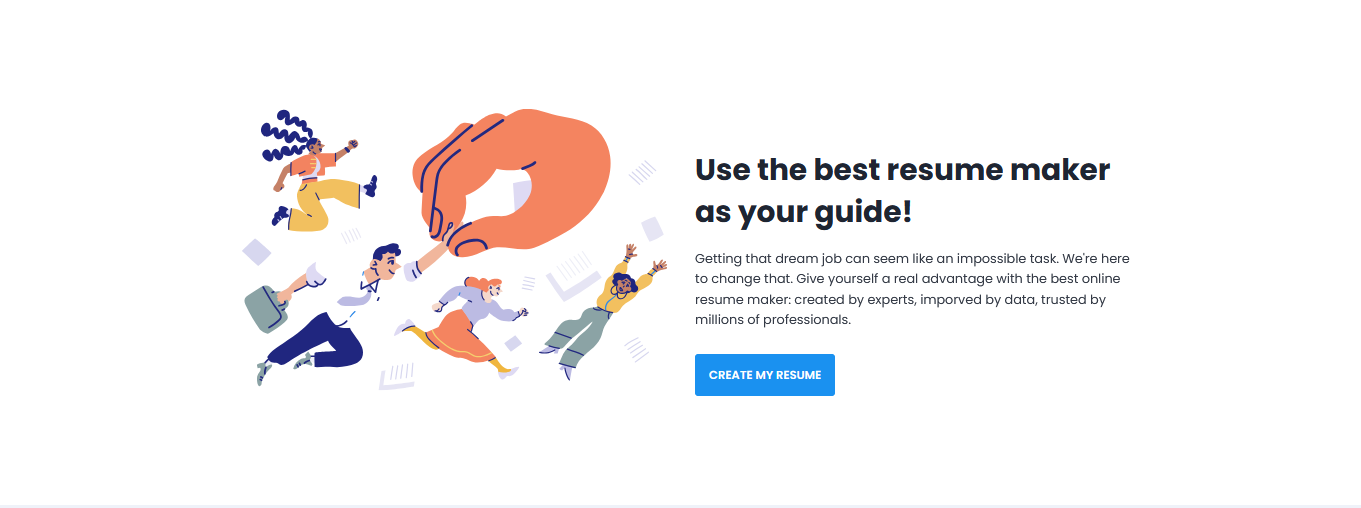 Use the best resume maker
as your guide!
Getting that dream job can seem like an impossible task. We're here
to change that. Give yourself a real advantage with the best online
resume maker: created by experts, imporved by data, trusted by
millions of professionals.
CREATE MY RESUME